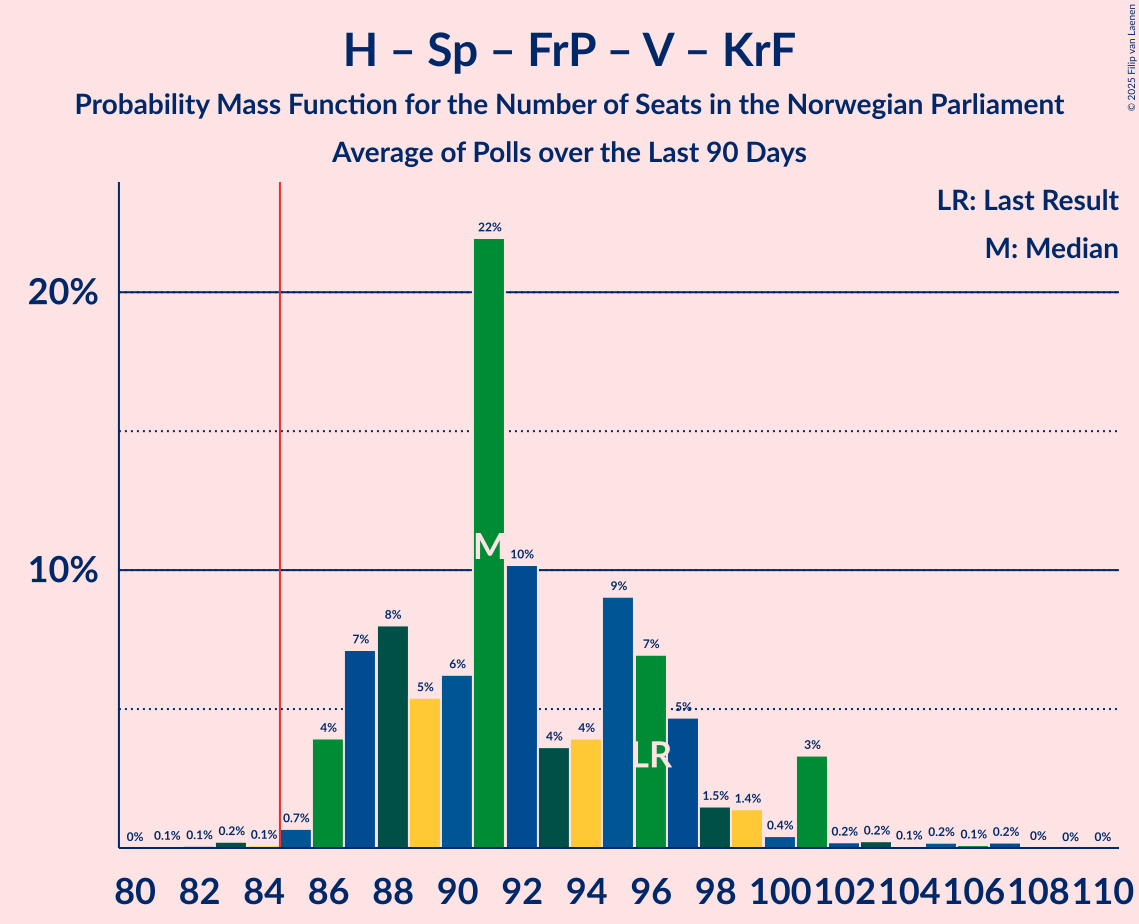 H – Sp – FrP – V – KrF
Probability Mass Function for the Number of Seats in the Norwegian Parliament
Average of Polls over the Last 90 Days
© 2025 Filip van Laenen
LR: Last Result
M: Median
20%
10%
0% 0.1% 0.1% 0.2% 0.1% 0.7% 4% 7% 8% 5% 6% 22% 10% 4% 4% 9% 7% 5% 1.5% 1.4% 0.4% 3% 0.2% 0.2% 0.1% 0.2% 0.1% 0.2% 0% 0% 0%
M
LR
80 82 84 86 88 90 92 94 96 98 100 102 104 106 108 110